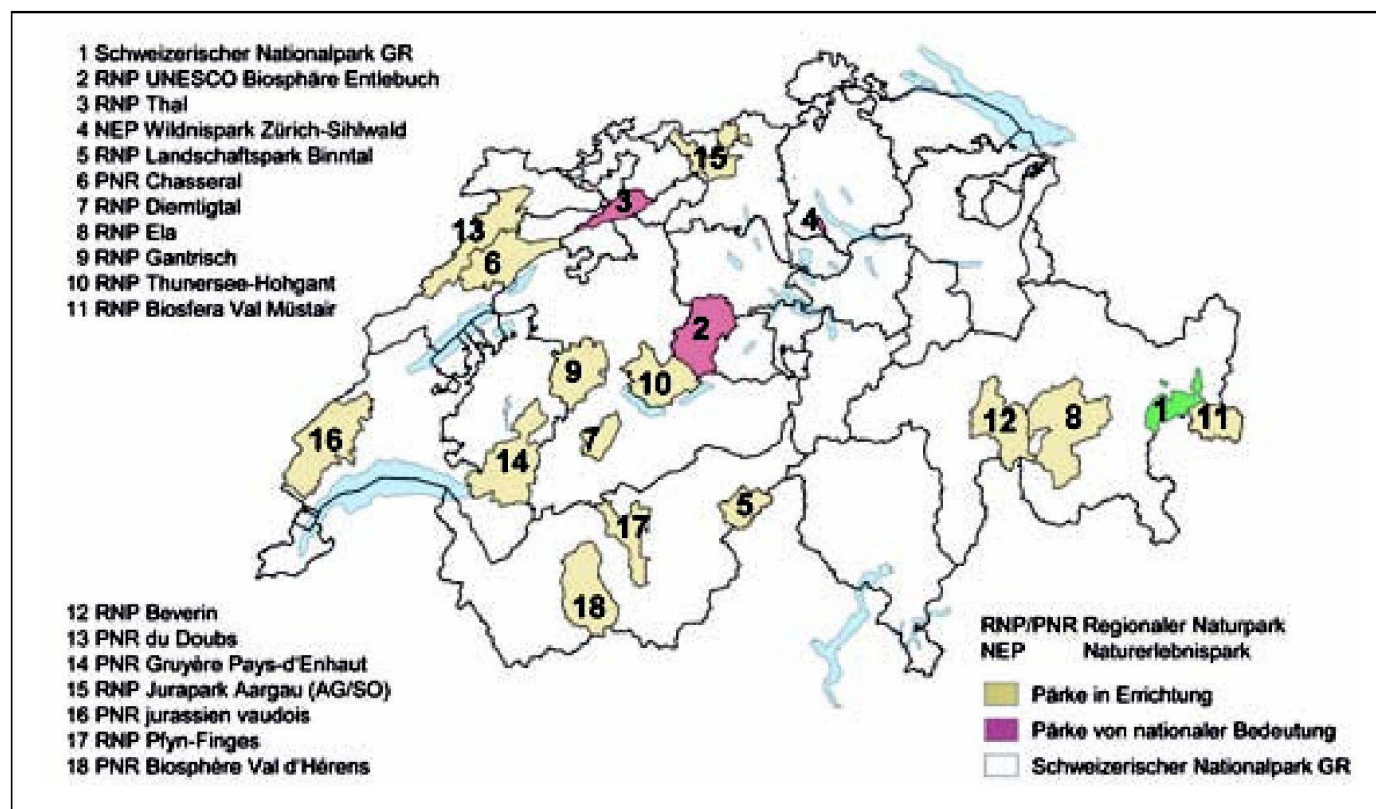 1 Schweizerischer Nationalpark GR
2 RNP UNESCO Biosphäre Entlebuch
3 RNP Thal
4 NEP Wildnispark Zürich-Sihlwald
5 RNP Landschaftspark Binntal
6 PNR Chasseral
7 RNP Diemtigtal
8 RNP Ela
9 RNP Gantrisch
10 RNP Thunersee-Hohgant
11 RNP Biosfera Val Müstair
15
3
4
13
6
2
9
10
12
8
1
11
16
7
14
5
17
18
12 RNP Beverin
13 PNR du Doubs
14 PNR Gruyère Pays-d'Enhaut
15 RNP Jurapark Aargau (AG/SO)
16 PNR jurassien vaudois
17 RNP Pfyn-Finges
18 PNR Biosphère Val d'Hérens
RNP/PNR Regionaler Naturpark
NEP Naturerlebnispark
Pärke in Errichtung
Pärke von nationaler Bedeutung
Schweizerischer Nationalpark GR